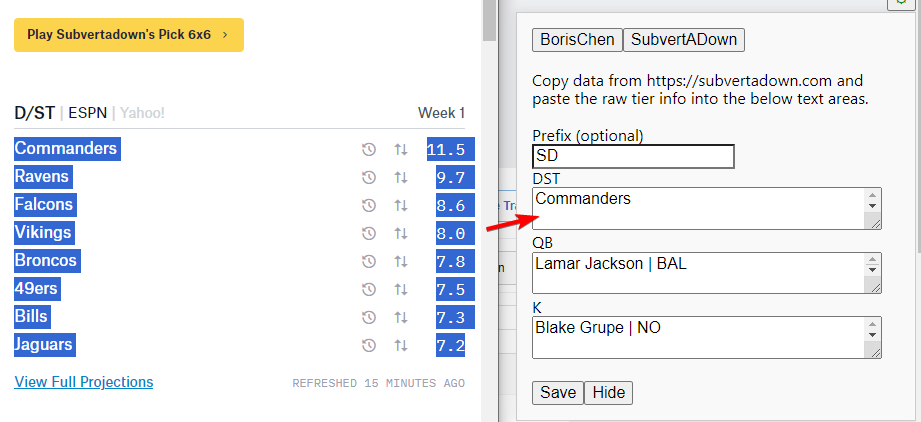 Play Subvertadown's Pick 6x6 >
D/ST | ESPN | Yahoo! Week 1
Commanders 11.5
Ravens 9.7
Falcons 8.6
Vikings 8.0
Broncos 7.8
49ers 7.5
Bills 7.3
Jaguars 7.2
View Full Projections REFRESHED 15 MINUTES AGO
BorisChen SubvertADown
Copy data from https://subvertadown.com and
paste the raw tier info into the below text areas.
Prefix (optional)
SD
DST
Commanders
QB
Lamar Jackson | BAL
K
Blake Grupe | NO
Save Hide